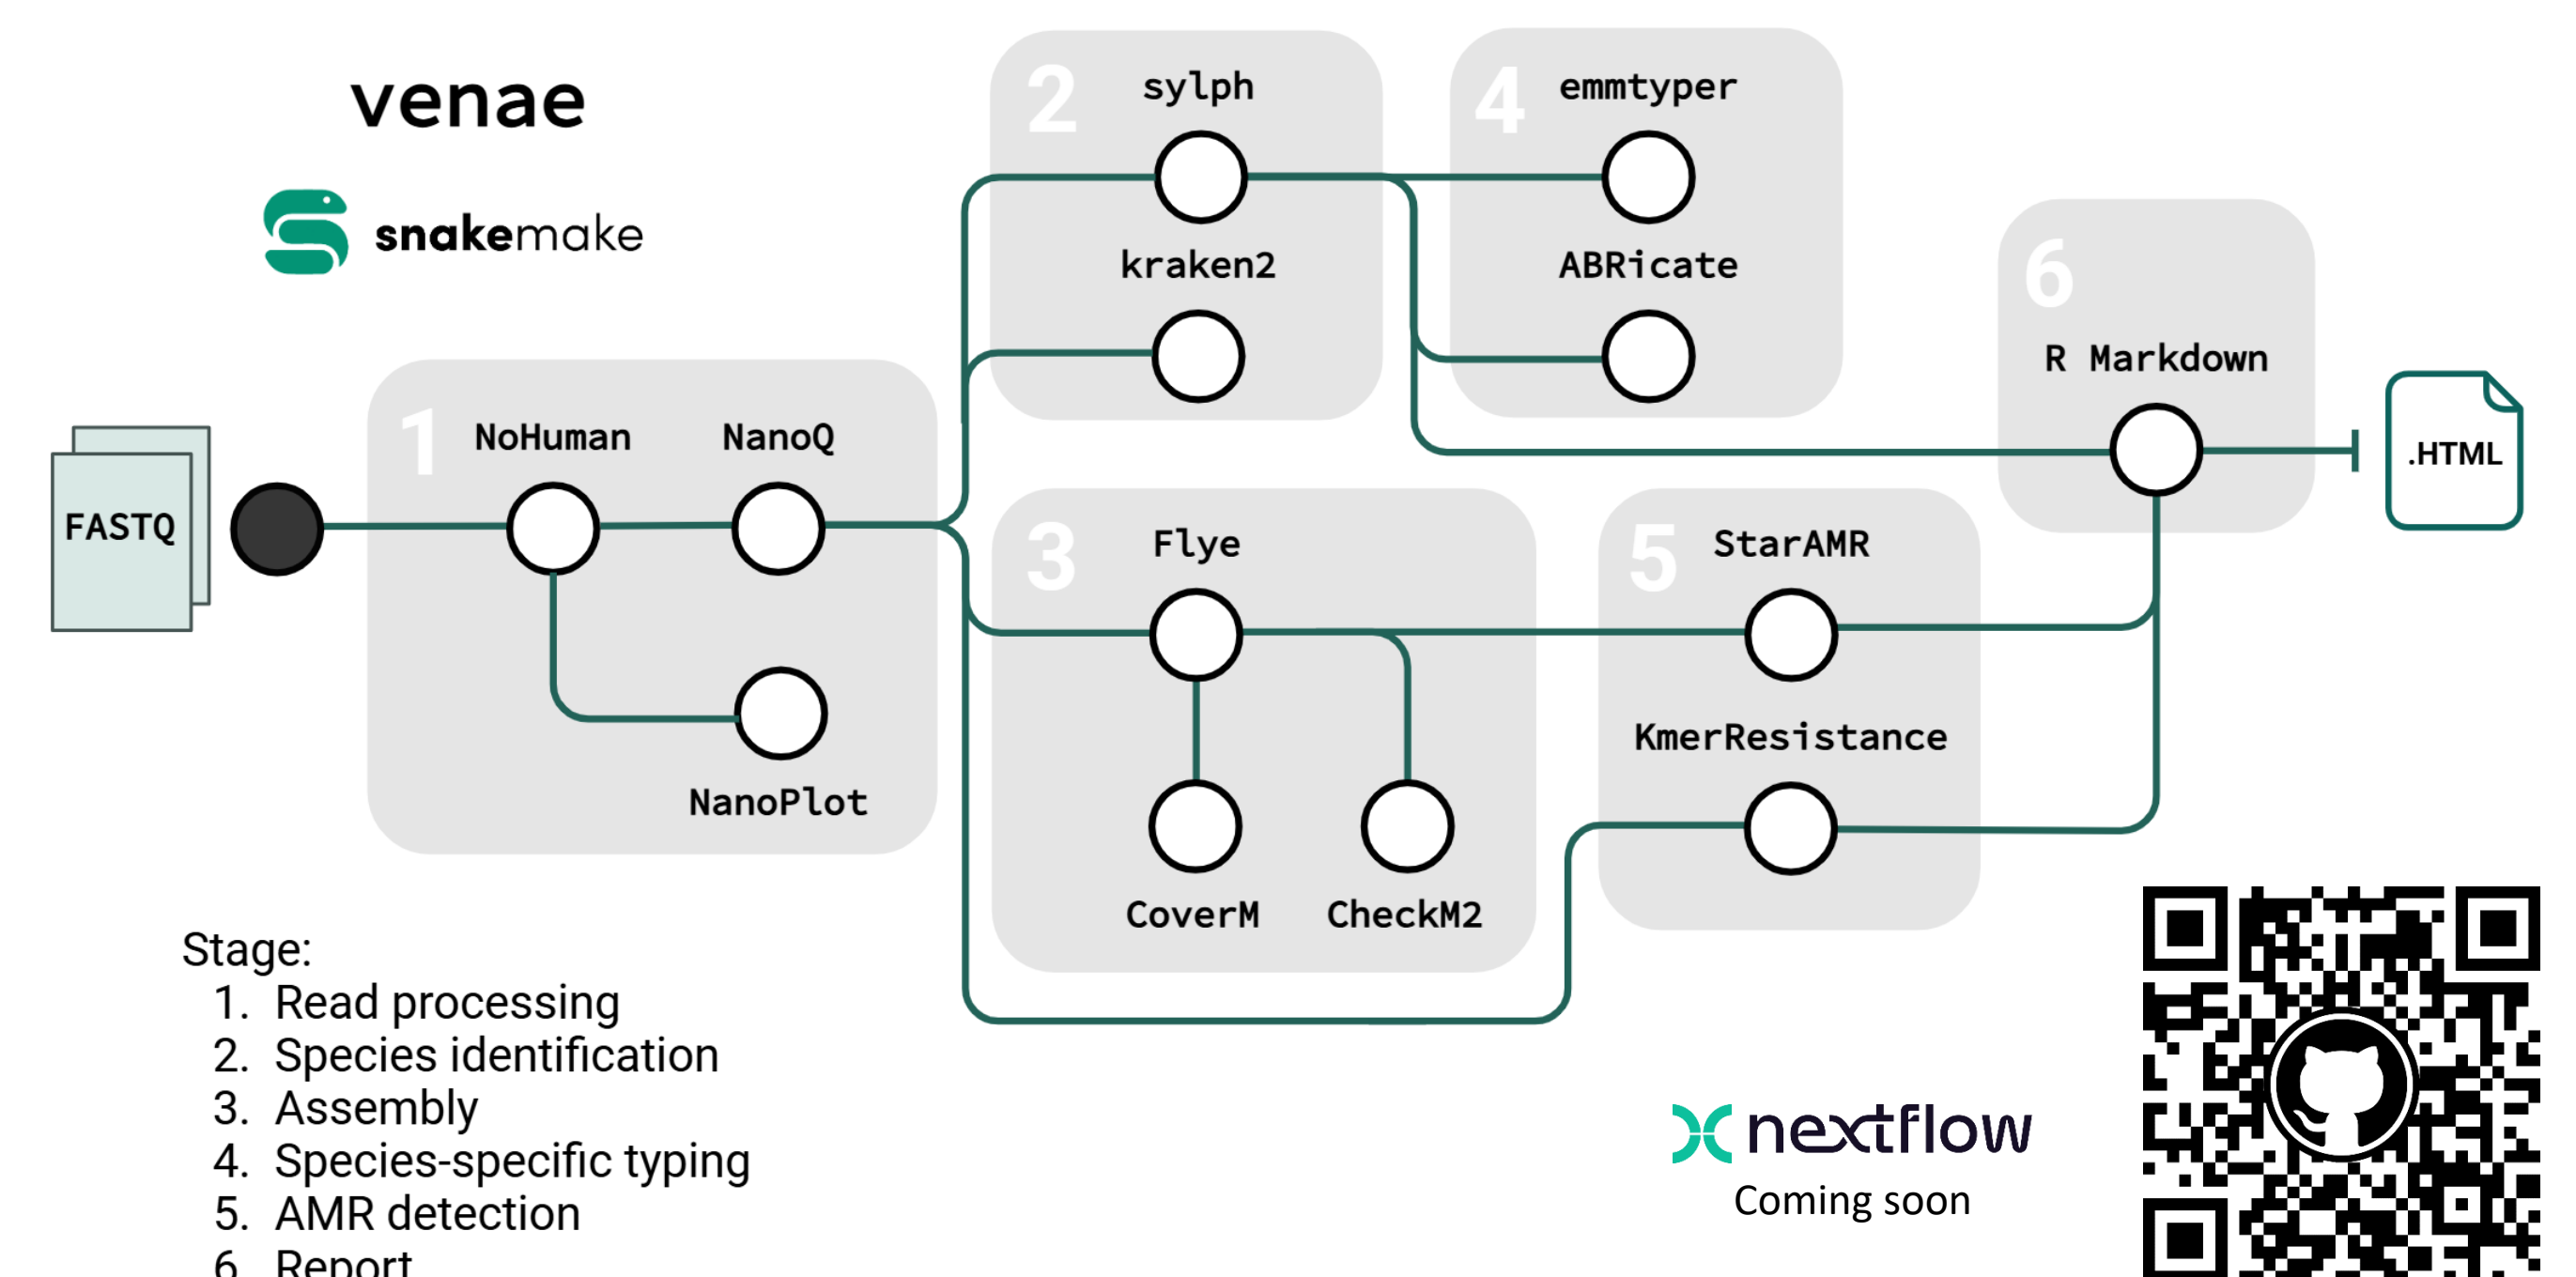 venae
snakemake
FASTQ
1
NoHuman
NanoQ
NanoPlot
2
sylph
kraken2
4
emmtyper
ABRicate
3
Flye
CoverM
CheckM2
5
StarAMR
KmerResistance
6
R Markdown
.HTML
Stage:
1. Read processing
2. Species identification
3. Assembly
4. Species-specific typing
5. AMR detection
6. Report
nextflow
Coming soon